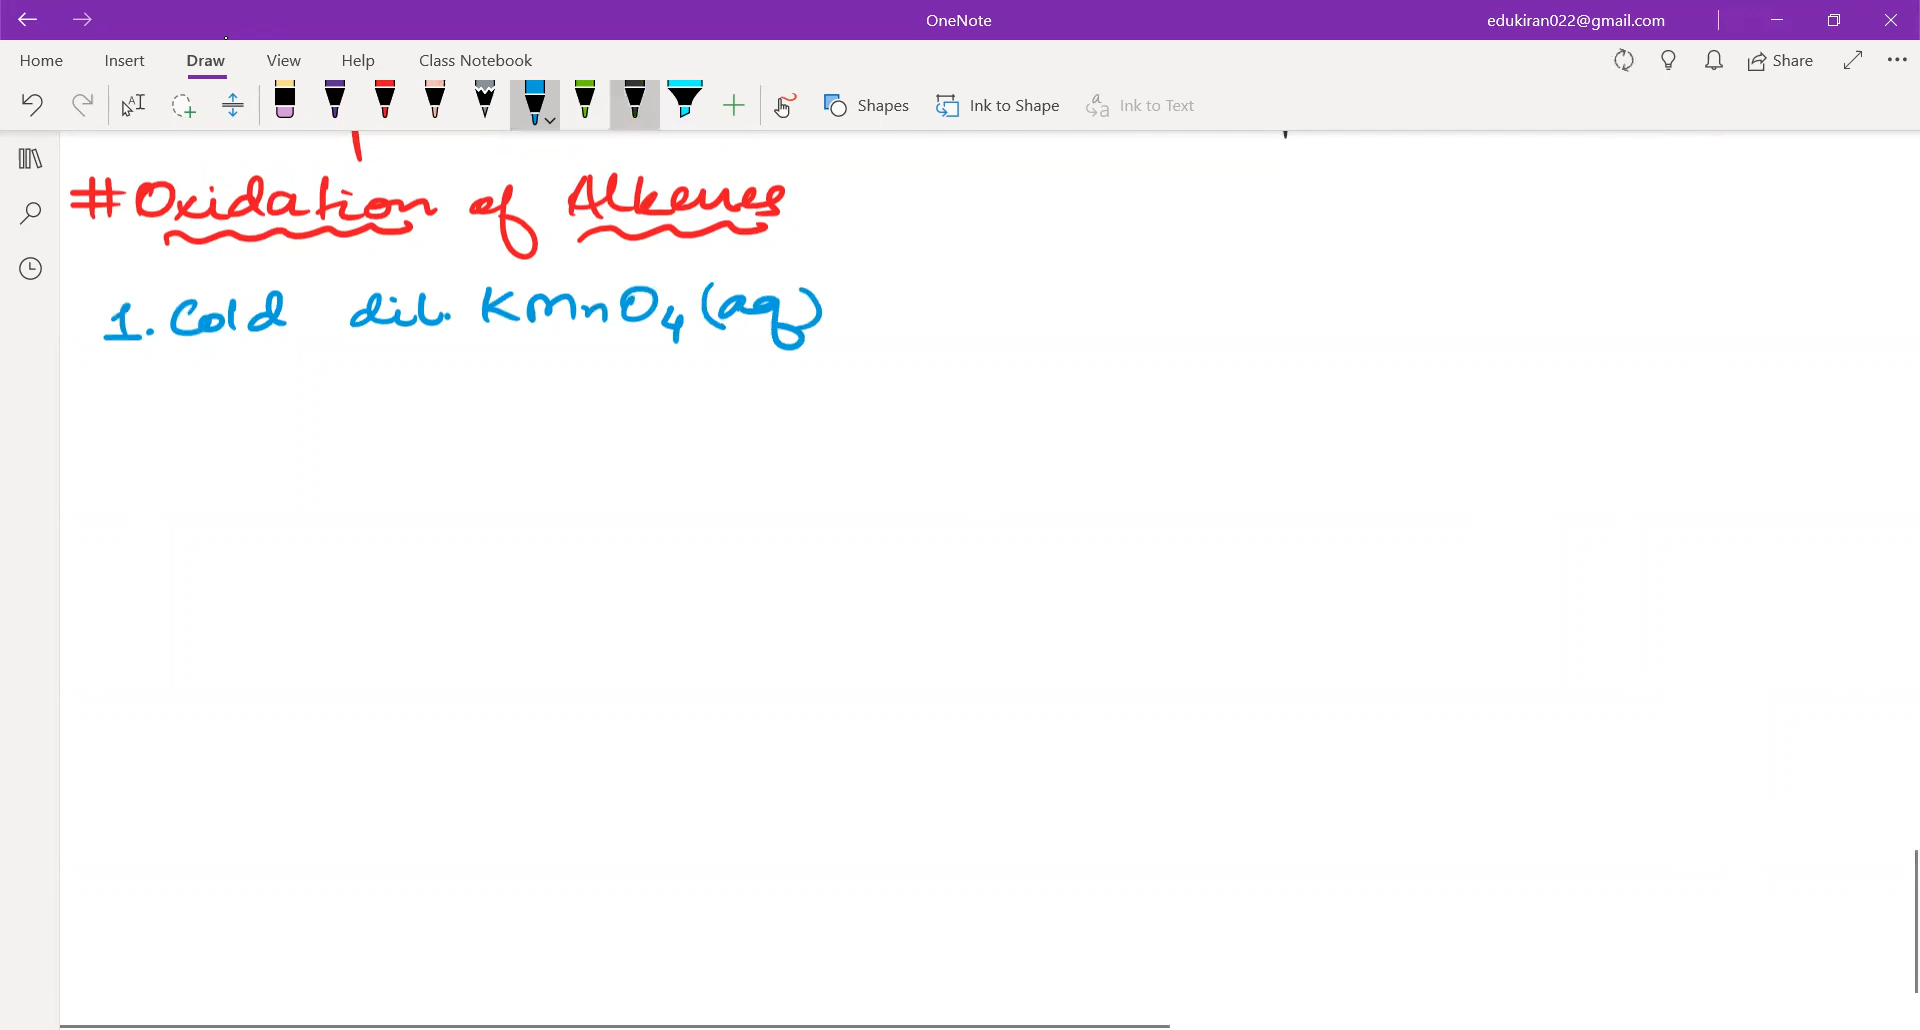 OneNote
edukiran022@gmail.com
Home Insert Draw View Help Class Notebook
Share
Shapes Ink to Shape Ink to Text
#Oxidation of Alkenes
1. Cold dil. KMnO₄ (aq)